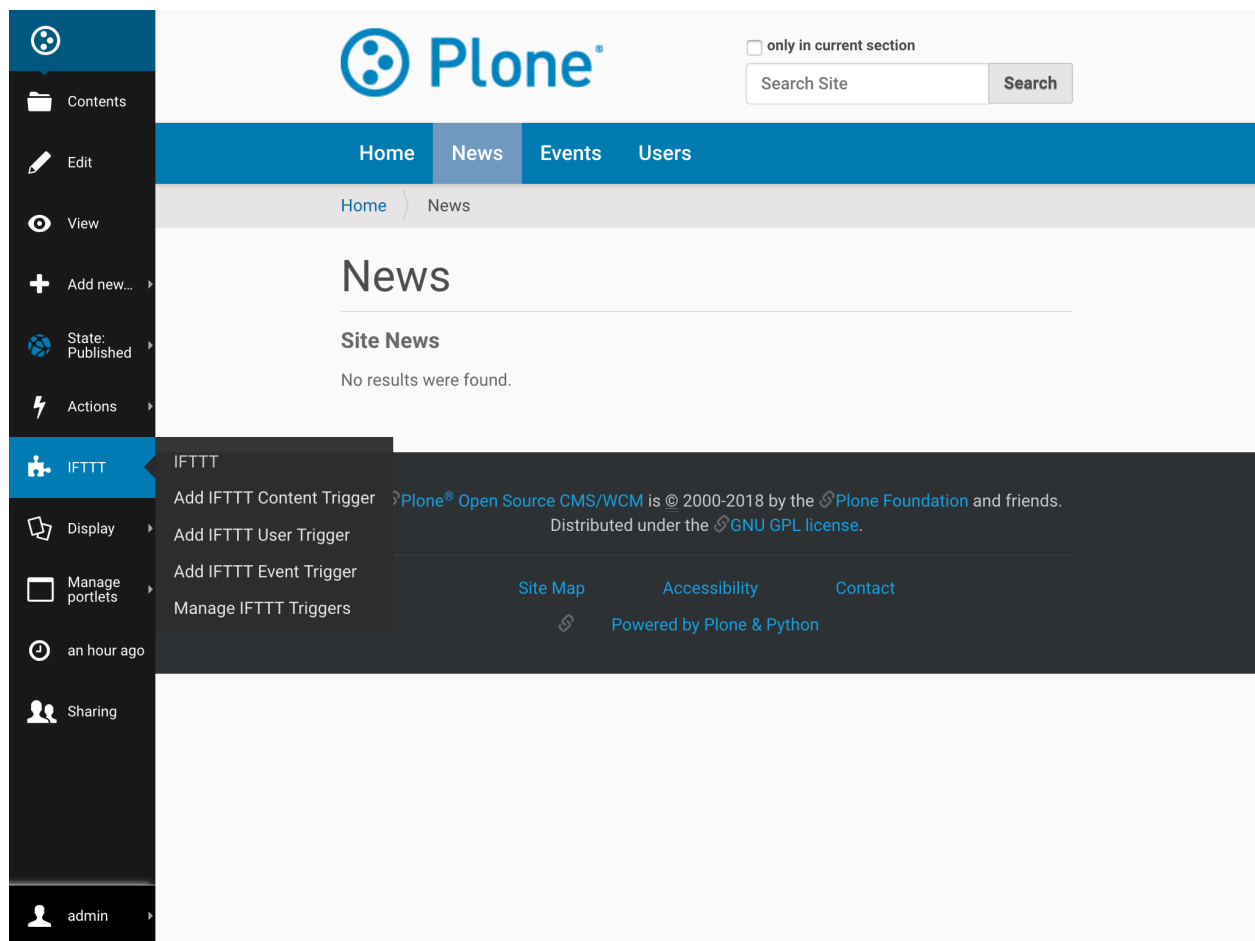 Plone®
only in current section
Search Site
Search
Home
News
Events
Users
Home
News
Contents
Edit
View
Add new...
State:
Published
Actions
IFTTT
Display
Manage
portlets
an hour ago
Sharing
admin
News
Site News
No results were found.
IFTTT
Add IFTTT Content Trigger
Add IFTTT User Trigger
Add IFTTT Event Trigger
Manage IFTTT Triggers
Plone® Open Source CMS/WCM is © 2000-2018 by the Plone Foundation and friends.
Distributed under the GNU GPL license.
Site Map
Accessibility
Contact
Powered by Plone & Python